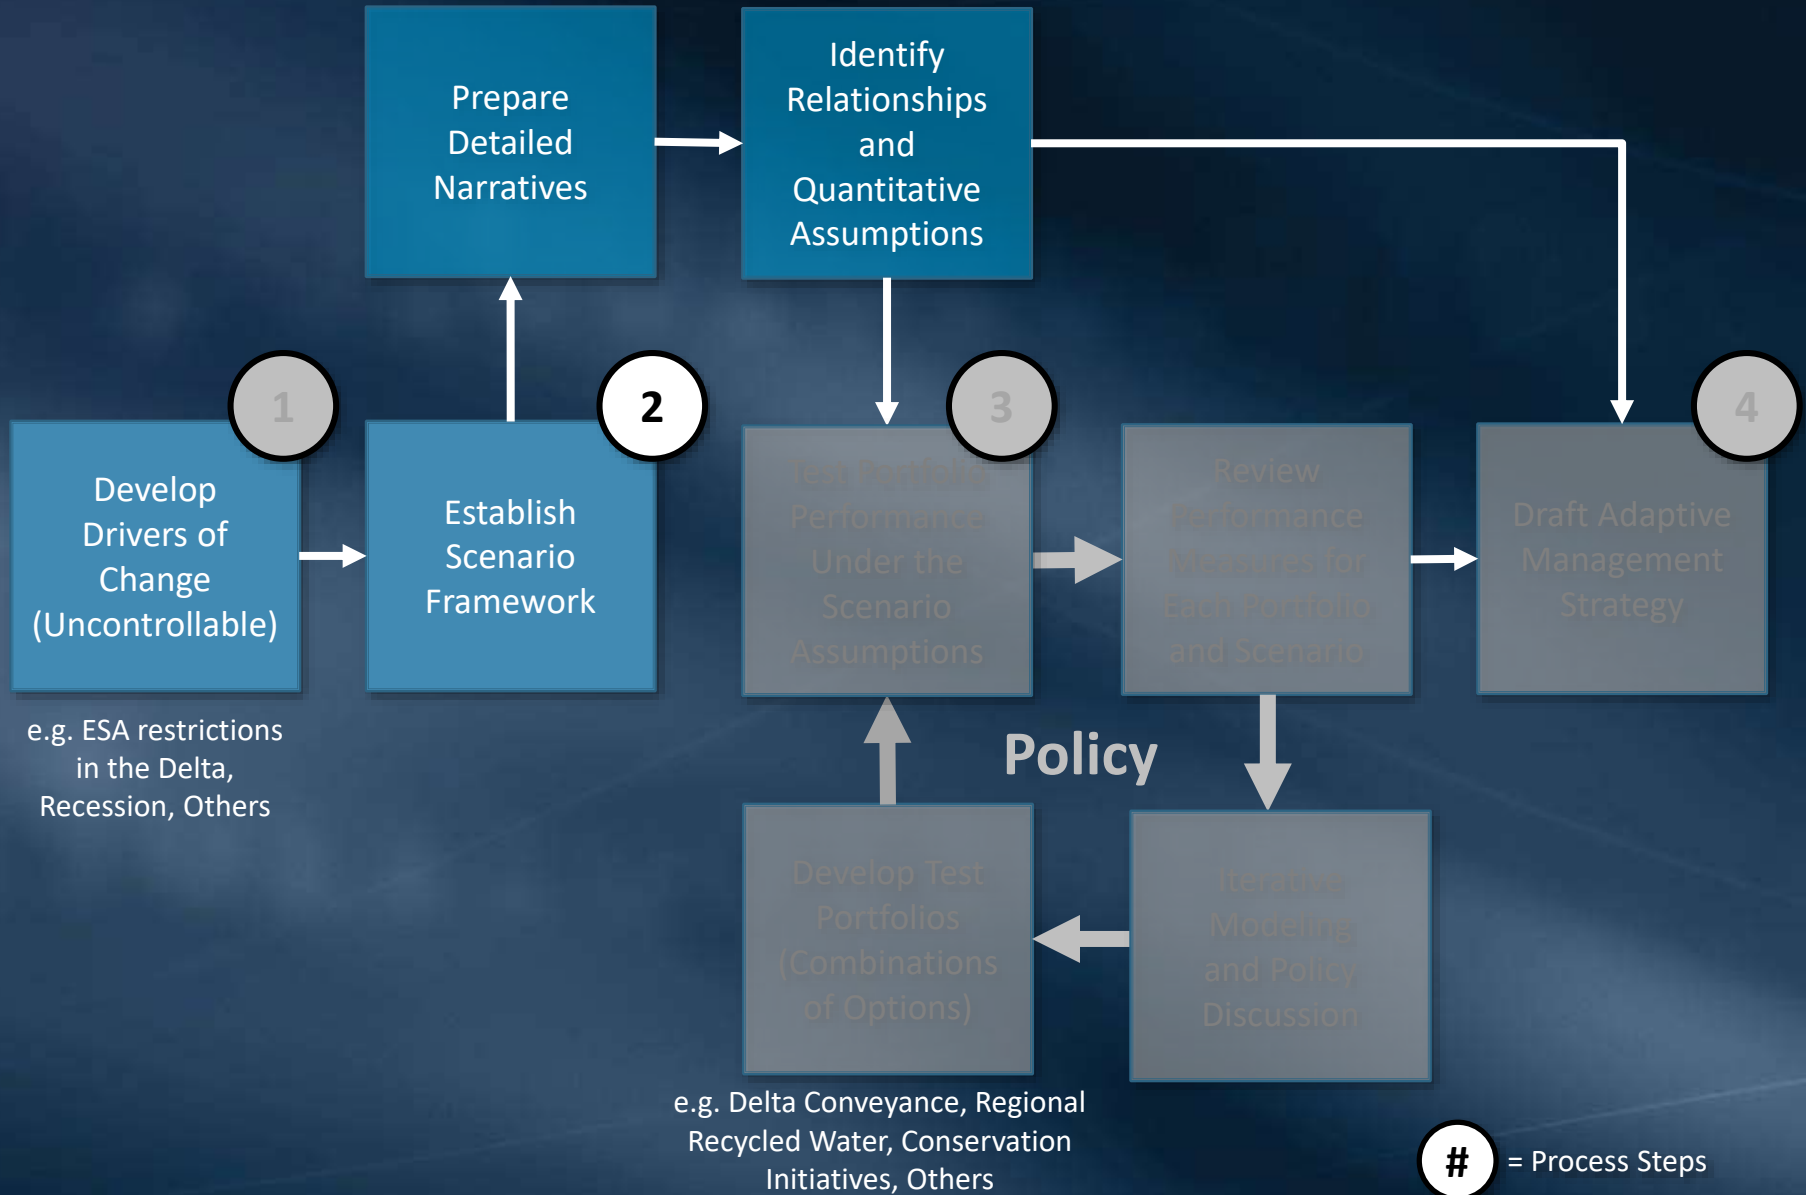 Prepare
Detailed
Narratives
Identify
Relationships
and
Quantitative
Assumptions
1
2
3
4
Develop
Drivers of
Change
(Uncontrollable)
Establish
Scenario
Framework
Test Portfolio
Performance
Under the
Scenario
Assumptions
Review
Performance
Measures for
Each Portfolio
and Scenario
Draft Adaptive
Management
Strategy
e.g. ESA restrictions
in the Delta,
Recession, Others
Policy
Develop Test
Portfolios
(Combinations
of Options)
Iterative
Modeling
and Policy
Discussion
e.g. Delta Conveyance, Regional
Recycled Water, Conservation
Initiatives, Others
# = Process Steps